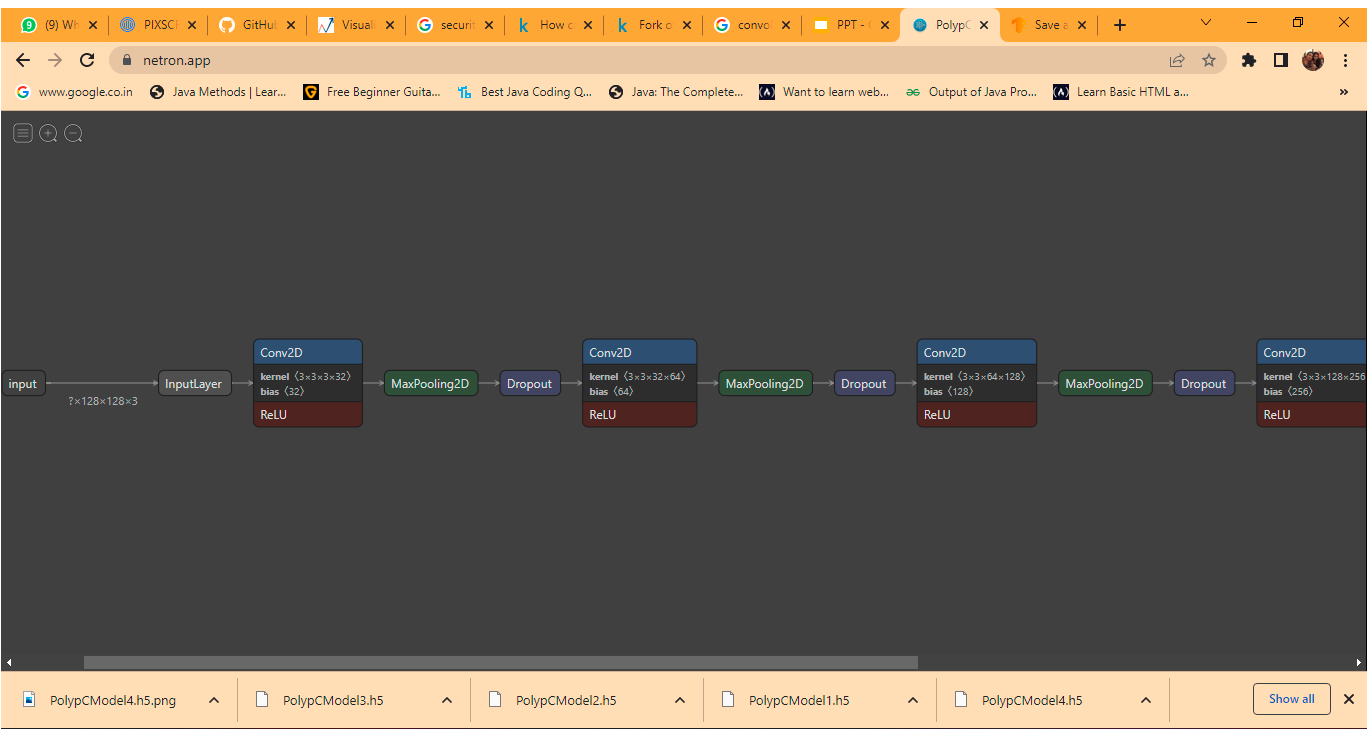 (9) Wh
PIXSCI
GitHub
Visuali
securit
How c
Fork o
convol
PPT - C
PolypC
Save a
netron.app
www.google.co.in
Java Methods | Lear...
Free Beginner Guita...
Best Java Coding Q...
Java: The Complete...
Want to learn web...
Output of Java Pro...
Learn Basic HTML a...
»
input
?×128×128×3
InputLayer
Conv2D
kernel ⟨3×3×3×32⟩
bias ⟨32⟩
ReLU
MaxPooling2D
Dropout
Conv2D
kernel ⟨3×3×32×64⟩
bias ⟨64⟩
ReLU
MaxPooling2D
Dropout
Conv2D
kernel ⟨3×3×64×128⟩
bias ⟨128⟩
ReLU
MaxPooling2D
Dropout
Conv2D
kernel ⟨3×3×128×256
bias ⟨256⟩
ReLU
PolypCModel4.h5.png
PolypCModel3.h5
PolypCModel2.h5
PolypCModel1.h5
PolypCModel4.h5
Show all